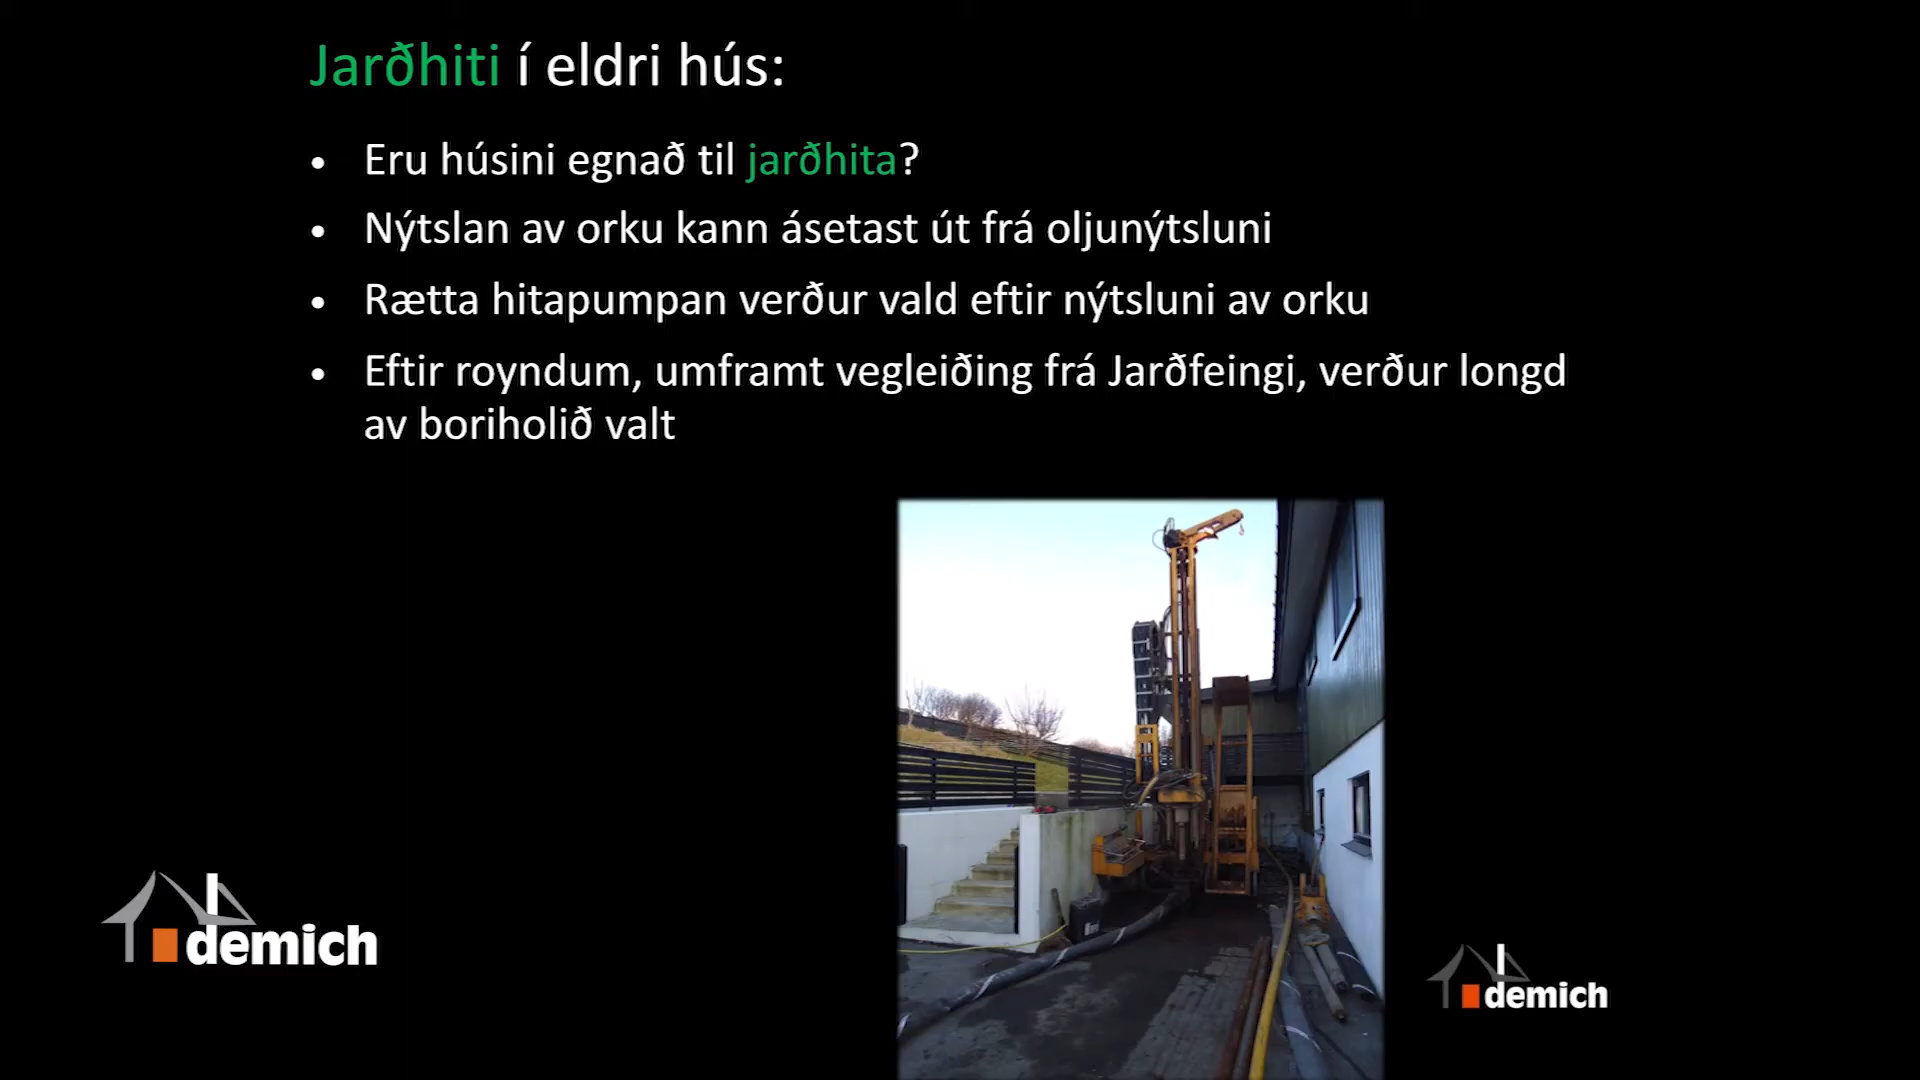 Jarðhiti í eldri hús:
• Eru húsini egnað til jarðhita?
• Nýtslan av orku kann ásetast út frá oljunýtsluni
• Rætta hitapumpan verður vald eftir nýtsluni av orku
• Eftir royndum, umframt vegleiðing frá Jarðfeingi, verður longd
av boriholið valt
demich
demich